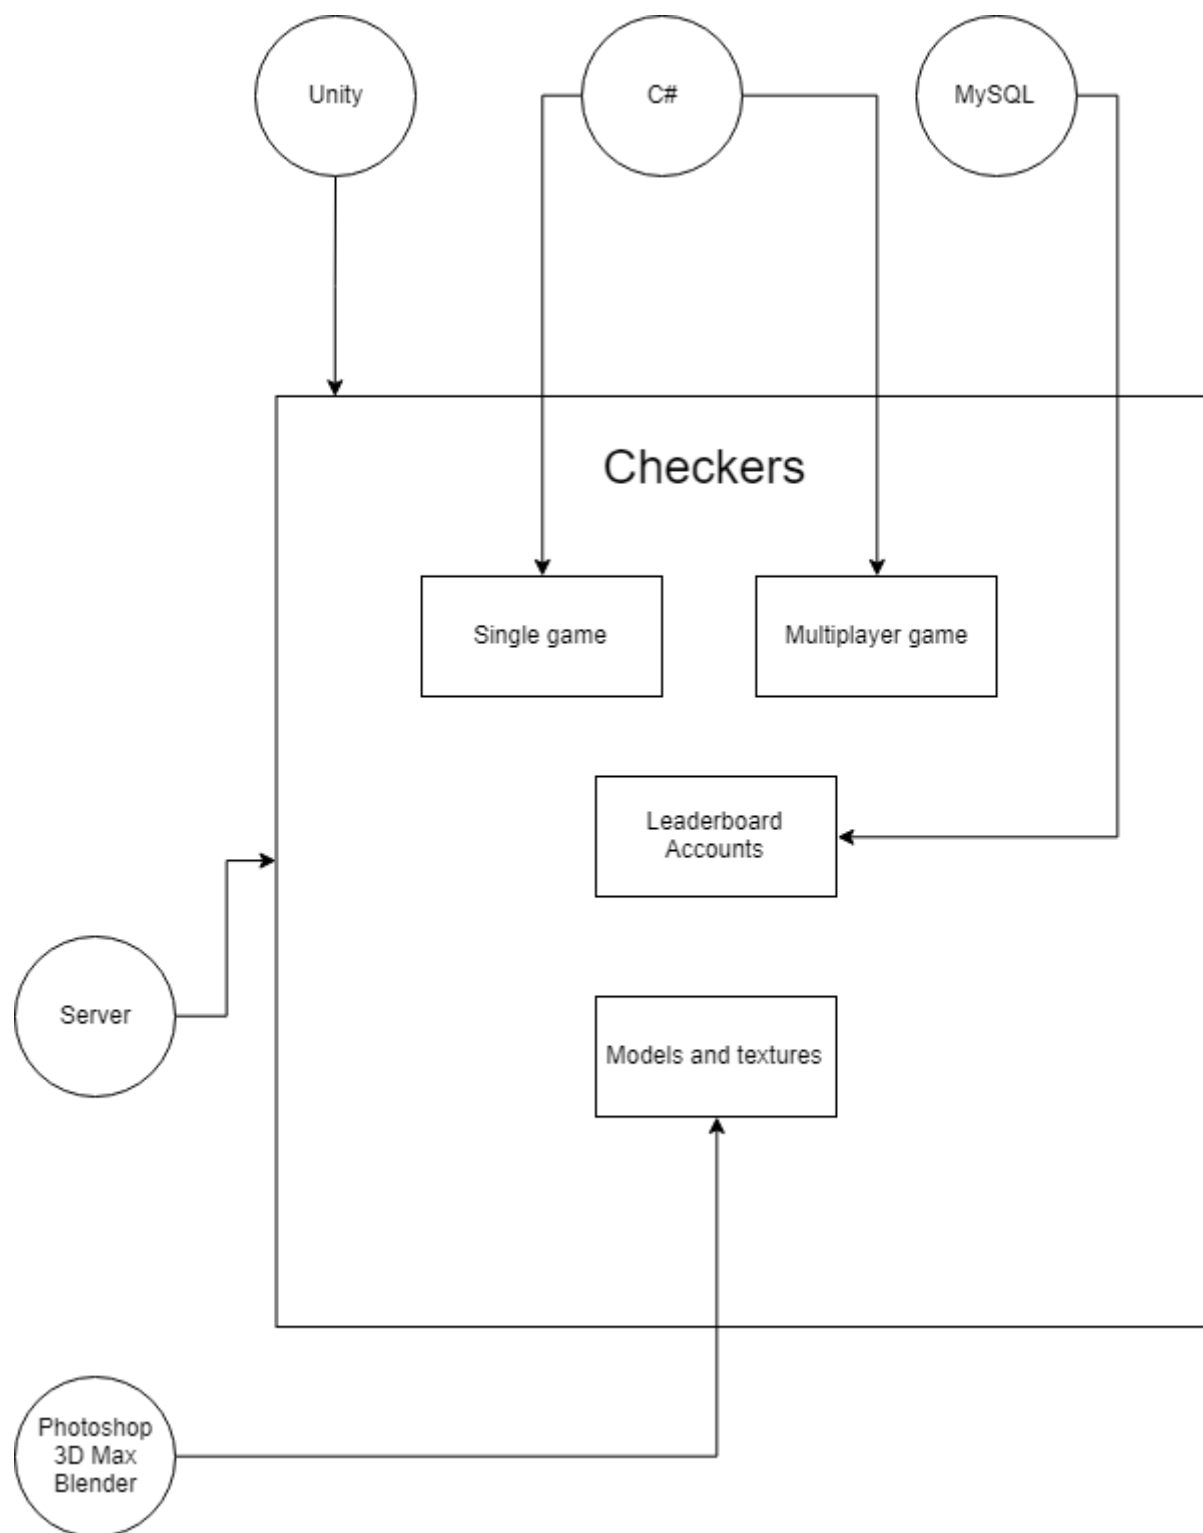 Unity
C#
MySQL
Checkers
Single game
Multiplayer game
Leaderboard
Accounts
Server
Models and textures
Photoshop
3D Max
Blender